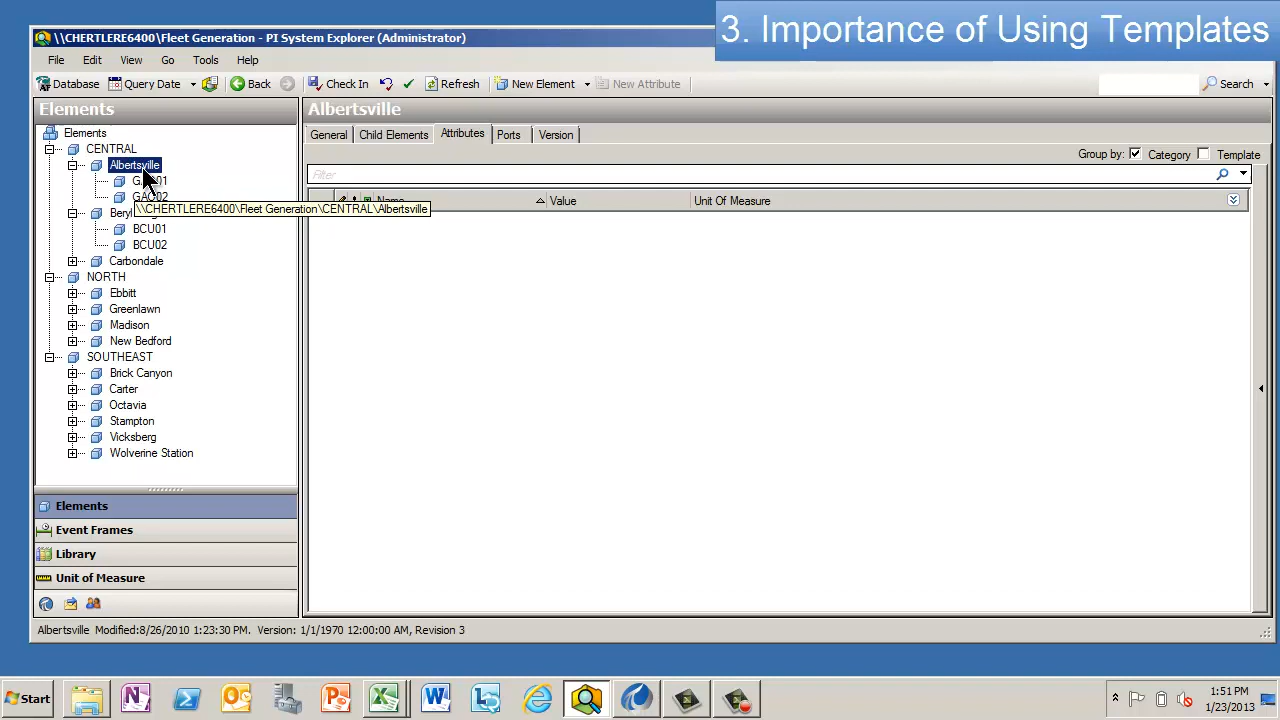 3. Importance of Using Templates
\\CHERTLERE6400\Fleet Generation - PI System Explorer (Administrator)
File Edit View Go Tools Help
Database Query Date Back Check In Refresh New Element New Attribute Search
Elements
Albertsville
General Child Elements Attributes Ports Version
Group by: Category Template
Filter
Name Value Unit Of Measure
Elements
CENTRAL
Albertsville
GAO02
\\CHERTLERE6400\Fleet Generation\CENTRAL\Albertsville
BCU01
BCU02
Carbondale
NORTH
Ebbitt
Greenlawn
Madison
New Bedford
SOUTHEAST
Brick Canyon
Carter
Octavia
Stampton
Vicksberg
Wolverine Station
Elements
Event Frames
Library
Unit of Measure
Albertsville Modified:8/26/2010 1:23:30 PM. Version: 1/1/1970 12:00:00 AM, Revision 3
Start
1:51 PM
1/23/2013